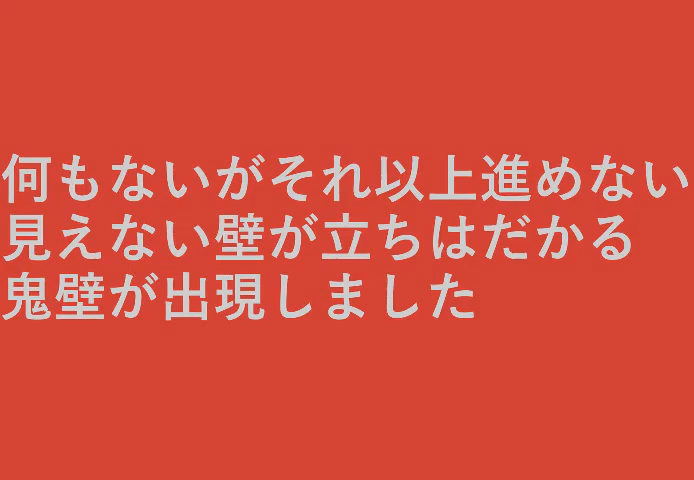 何もないがそれ以上進めない
見えない壁が立ちはだかる
鬼壁が出現しました